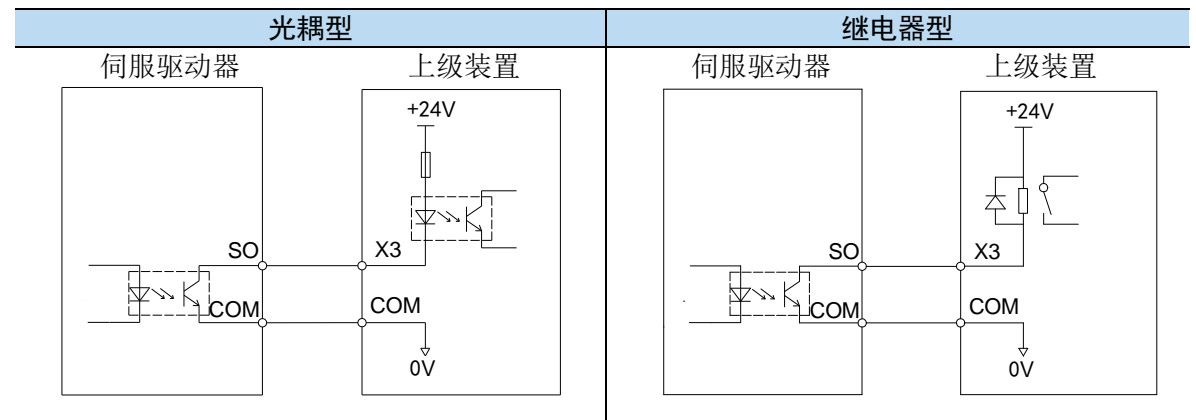 光耦型
继电器型
伺服驱动器
上级装置
+24V
SO
X3
COM
COM
0V
伺服驱动器
上级装置
+24V
SO
X3
COM
COM
0V